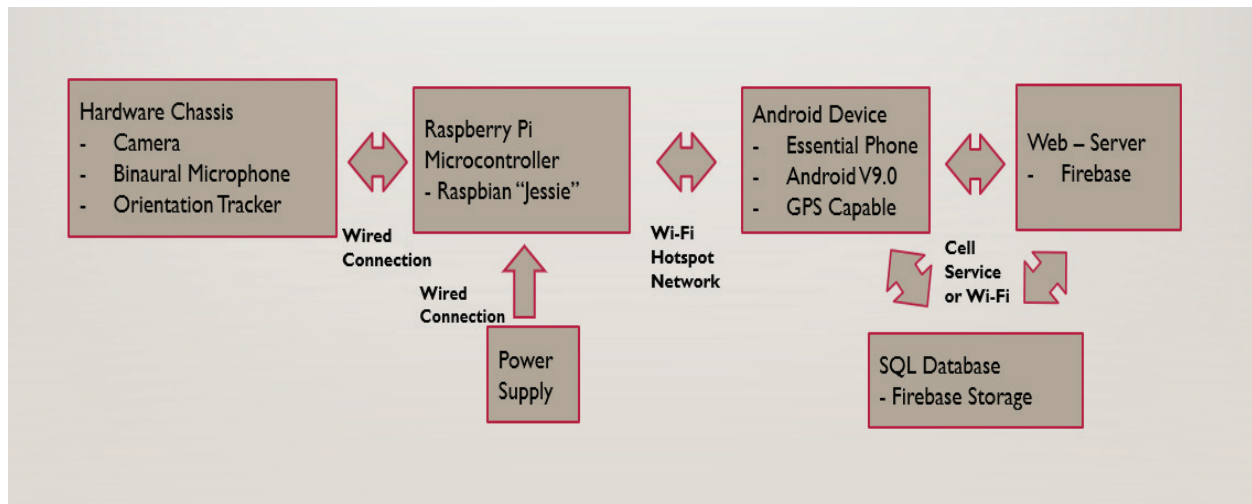 Hardware Chassis
- Camera
- Binaural Microphone
- Orientation Tracker
Wired
Connection
Raspberry Pi
Microcontroller
- Raspbian "Jessie"
Wired
Connection
Power
Supply
Wi-Fi
Hotspot
Network
Android Device
- Essential Phone
- Android V9.0
- GPS Capable
Cell
Service
or Wi-Fi
Web – Server
- Firebase
SQL Database
- Firebase Storage